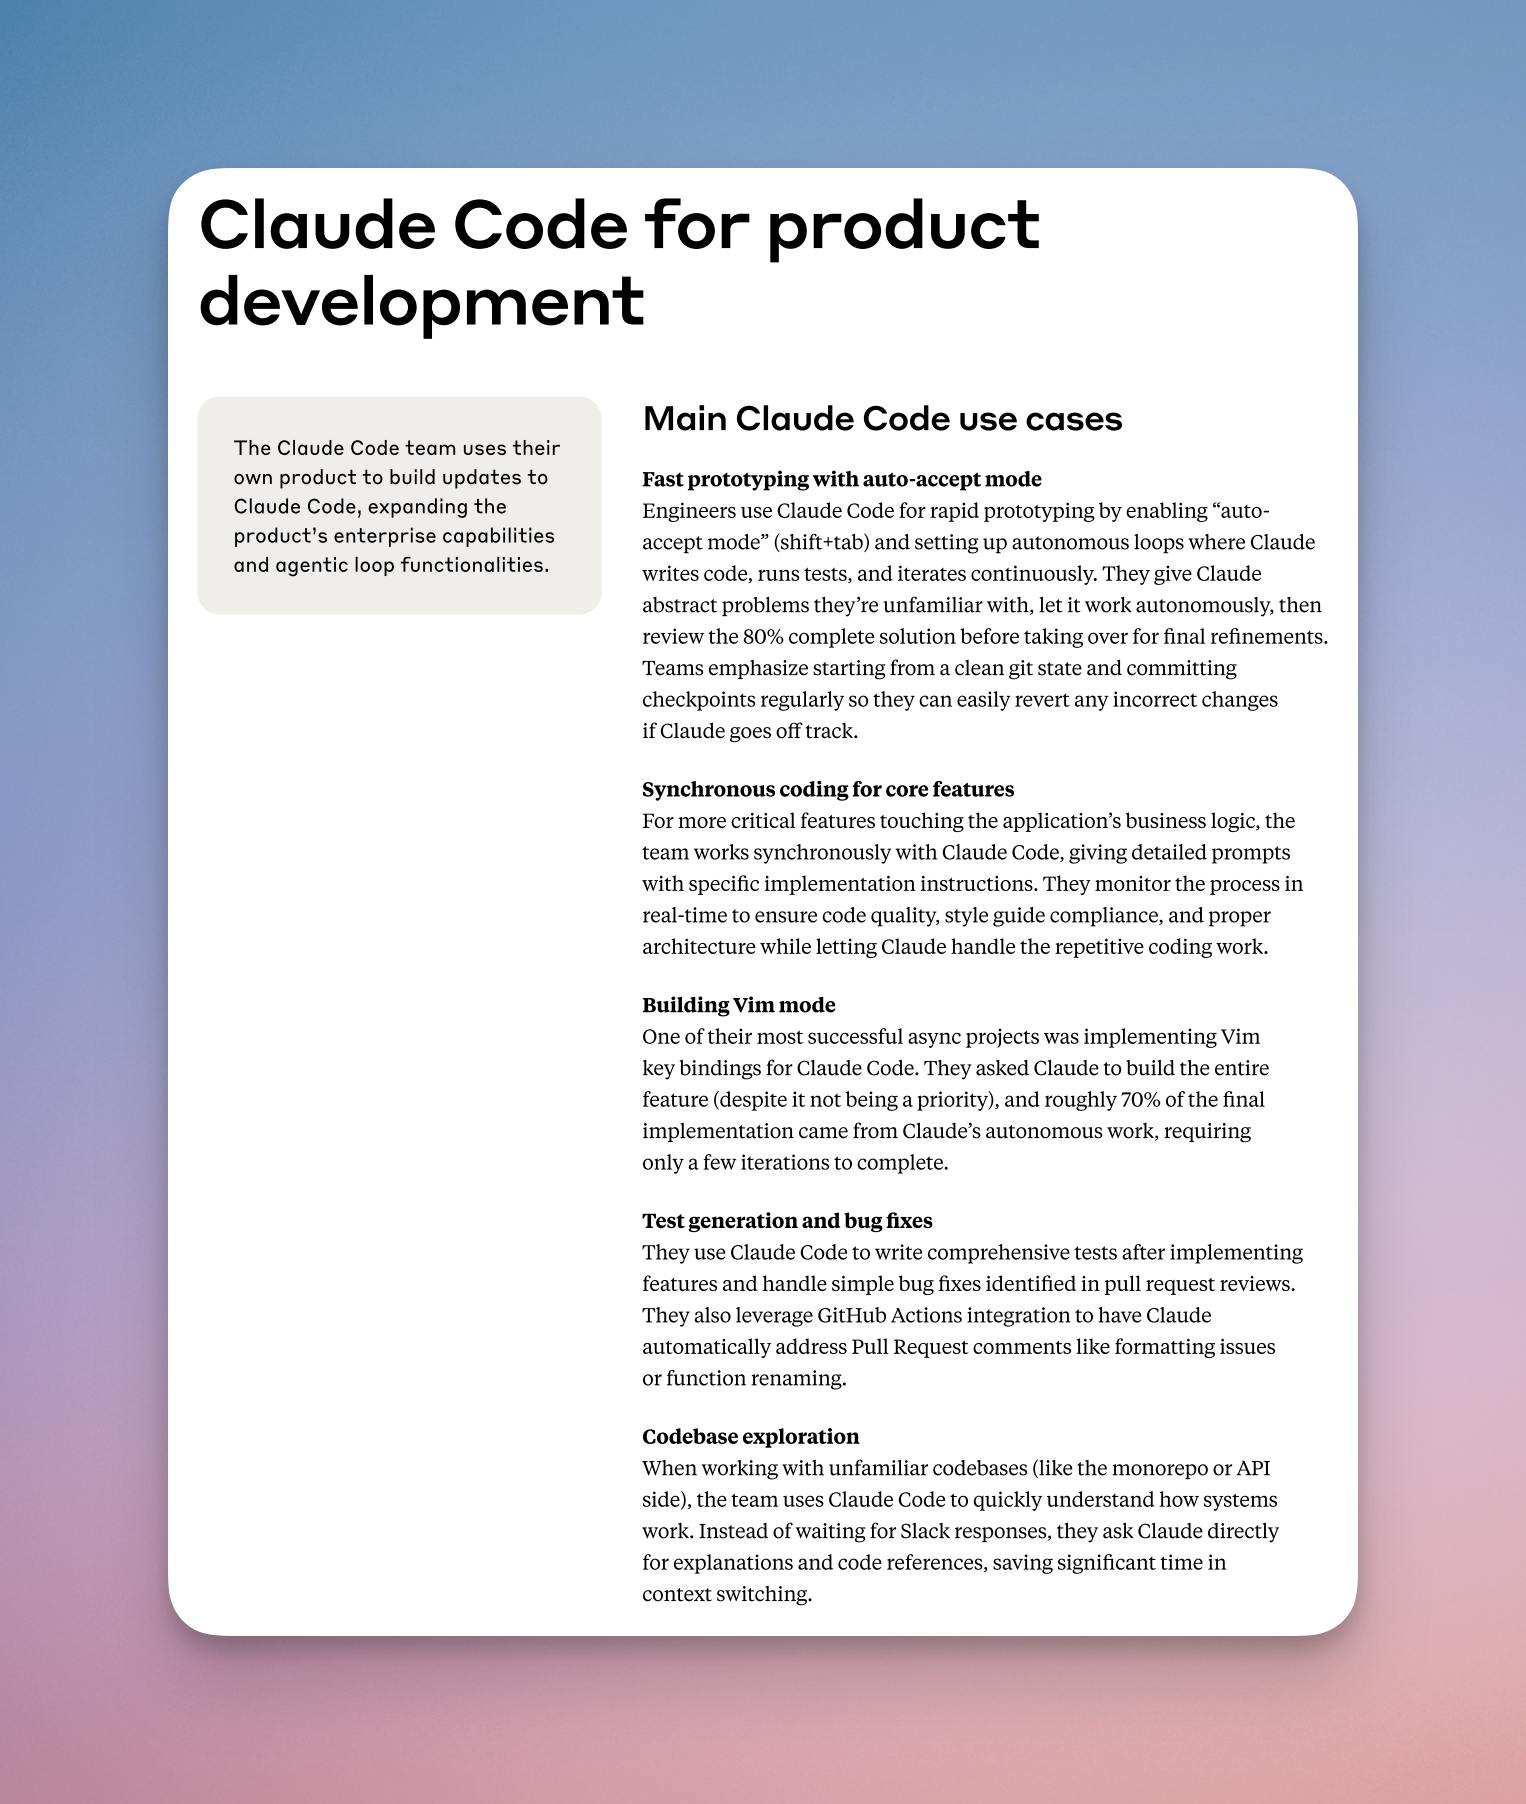 Claude Code for product
development
The Claude Code team uses their
own product to build updates to
Claude Code, expanding the
product’s enterprise capabilities
and agentic loop functionalities.
Main Claude Code use cases
Fast prototyping with auto-accept mode
Engineers use Claude Code for rapid prototyping by enabling “auto-
accept mode” (shift+tab) and setting up autonomous loops where Claude
writes code, runs tests, and iterates continuously. They give Claude
abstract problems they’re unfamiliar with, let it work autonomously, then
review the 80% complete solution before taking over for final refinements.
Teams emphasize starting from a clean git state and committing
checkpoints regularly so they can easily revert any incorrect changes
if Claude goes off track.
Synchronous coding for core features
For more critical features touching the application’s business logic, the
team works synchronously with Claude Code, giving detailed prompts
with specific implementation instructions. They monitor the process in
real-time to ensure code quality, style guide compliance, and proper
architecture while letting Claude handle the repetitive coding work.
Building Vim mode
One of their most successful async projects was implementing Vim
key bindings for Claude Code. They asked Claude to build the entire
feature (despite it not being a priority), and roughly 70% of the final
implementation came from Claude’s autonomous work, requiring
only a few iterations to complete.
Test generation and bug fixes
They use Claude Code to write comprehensive tests after implementing
features and handle simple bug fixes identified in pull request reviews.
They also leverage GitHub Actions integration to have Claude
automatically address Pull Request comments like formatting issues
or function renaming.
Codebase exploration
When working with unfamiliar codebases (like the monorepo or API
side), the team uses Claude Code to quickly understand how systems
work. Instead of waiting for Slack responses, they ask Claude directly
for explanations and code references, saving significant time in
context switching.